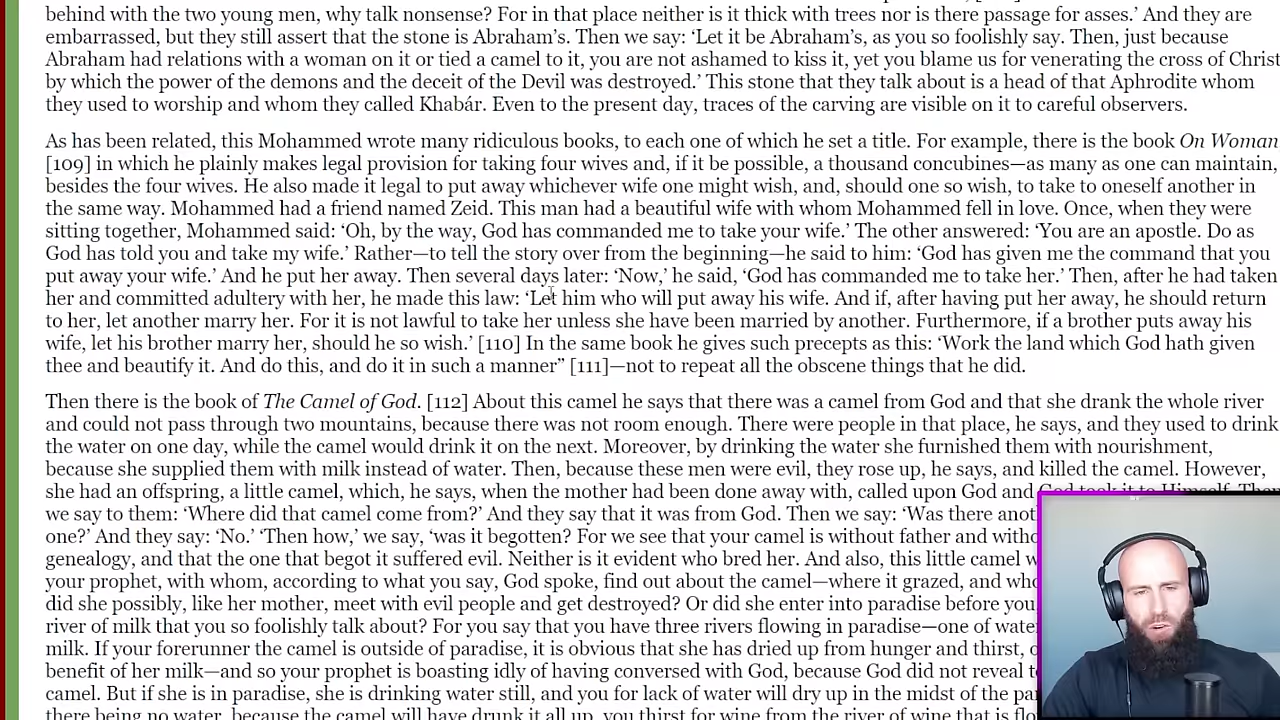 behind with the two young men, why talk nonsense? For in that place neither is it thick with trees nor is there passage for asses.’ And they are
embarrassed, but they still assert that the stone is Abraham’s. Then we say: ‘Let it be Abraham’s, as you so foolishly say. Then, just because
Abraham had relations with a woman on it or tied a camel to it, you are not ashamed to kiss it, yet you blame us for venerating the cross of Christ
by which the power of the demons and the deceit of the Devil was destroyed.’ This stone that they talk about is a head of that Aphrodite whom
they used to worship and whom they called Khabár. Even to the present day, traces of the carving are visible on it to careful observers.
As has been related, this Mohammed wrote many ridiculous books, to each one of which he set a title. For example, there is the book On Woman
[109] in which he plainly makes legal provision for taking four wives and, if it be possible, a thousand concubines—as many as one can maintain,
besides the four wives. He also made it legal to put away whichever wife one might wish, and, should one so wish, to take to oneself another in
the same way. Mohammed had a friend named Zeid. This man had a beautiful wife with whom Mohammed fell in love. Once, when they were
sitting together, Mohammed said: ‘Oh, by the way, God has commanded me to take your wife.’ The other answered: ‘You are an apostle. Do as
God has told you and take my wife.’ Rather—to tell the story over from the beginning—he said to him: ‘God has given me the command that you
put away your wife.’ And he put her away. Then several days later: ‘Now,’ he said, ‘God has commanded me to take her.’ Then, after he had taken
her and committed adultery with her, he made this law: ‘Let him who will put away his wife. And if, after having put her away, he should return
to her, let another marry her. For it is not lawful to take her unless she have been married by another. Furthermore, if a brother puts away his
wife, let his brother marry her, should he so wish.’ [110] In the same book he gives such precepts as this: ‘Work the land which God hath given
thee and beautify it. And do this, and do it in such a manner” [111]—not to repeat all the obscene things that he did.
Then there is the book of The Camel of God. [112] About this camel he says that there was a camel from God and that she drank the whole river
and could not pass through two mountains, because there was not room enough. There were people in that place, he says, and they used to drink
the water on one day, while the camel would drink it on the next. Moreover, by drinking the water she furnished them with nourishment,
because she supplied them with milk instead of water. Then, because these men were evil, they rose up, he says, and killed the camel. However,
she had an offspring, a little camel, which, he says, when the mother had been done away with, called upon God and God took it to Himself. Then
we say to them: ‘Where did that camel come from?’ And they say that it was from God. Then we say: ‘Was there
one?’ And they say: ‘No.’ ‘Then how,’ we say, ‘was it begotten? For we see that your camel is without father and
genealogy, and that the one that begot it suffered evil. Neither is it evident who bred her. And also, this little camel
your prophet, with whom, according to what you say, God spoke, find out about the camel—where it grazed, and
did she possibly, like her mother, meet with evil people and get destroyed? Or did she enter into paradise before you
river of milk that you so foolishly talk about? For you say that you have three rivers flowing in paradise—one of
milk. If your forerunner the camel is outside of paradise, it is obvious that she has dried up from hunger and thirst,
benefit of her milk—and so your prophet is boasting idly of having conversed with God, because God did not reveal
camel. But if she is in paradise, she is drinking water still, and you for lack of water will dry up in the midst of the
there being no water, because the camel will have drunk it all up, you thirst for wine from the river of wine that is